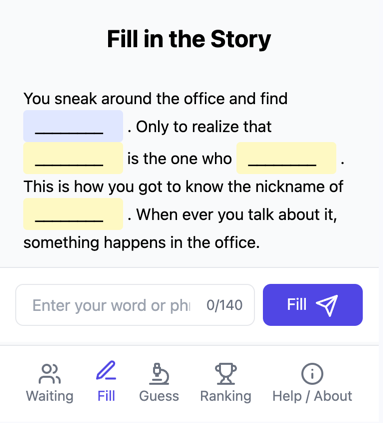 Fill in the Story
You sneak around the office and find
________ . Only to realize that
________ is the one who ________ .
This is how you got to know the nickname of
________ . When ever you talk about it,
something happens in the office.
Enter your word or phr 0/140 Fill
Waiting Fill Guess Ranking Help / About